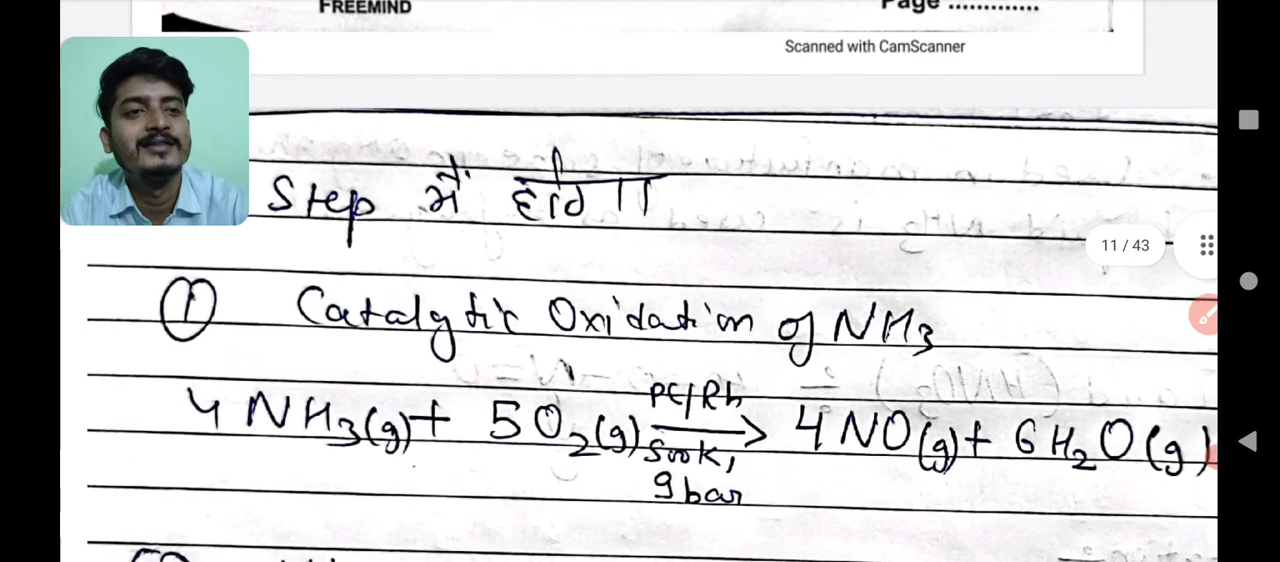 FREEMIND
Page .............
Scanned with CamScanner
Step में होगा
11 / 43
① Catalytic Oxidation of NH3
Pt/Rh
4NH3(g) + 5O2(g) → 4NO(g) + 6H2O(g)
500K,
9bar